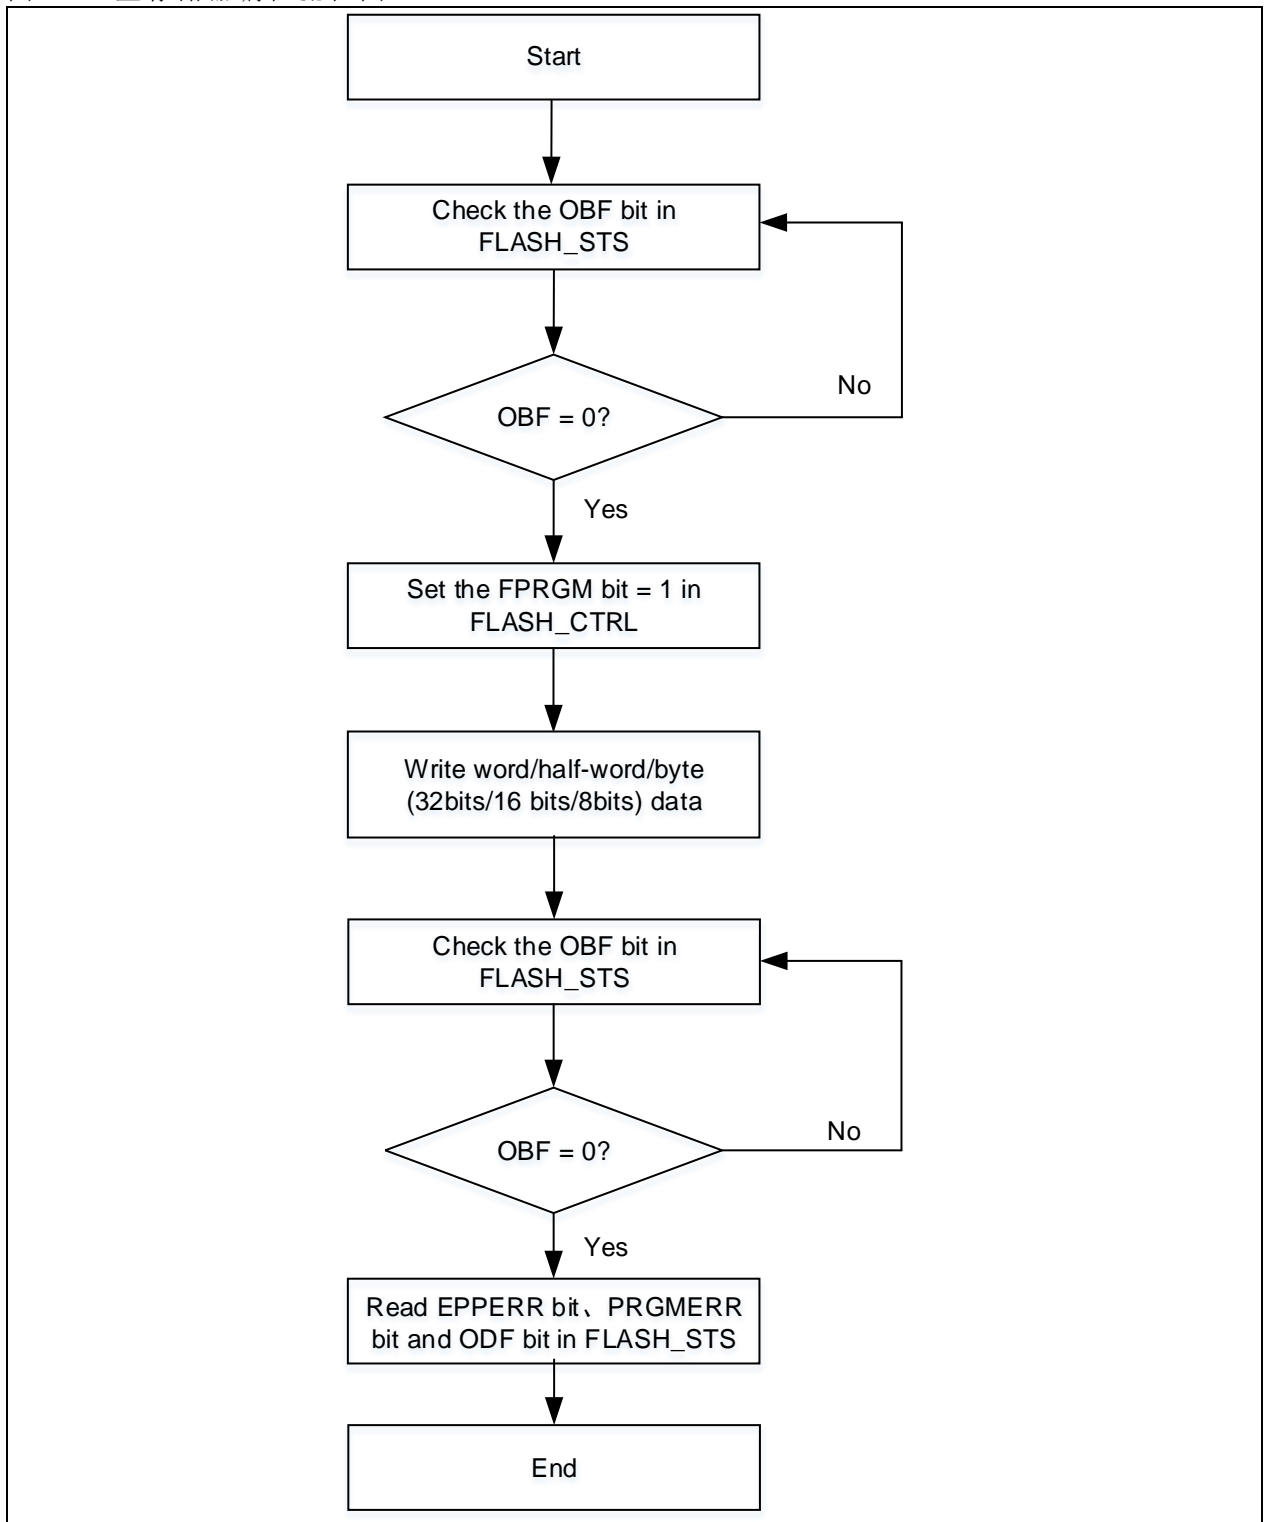 Start
Check the OBF bit in
FLASH_STS
OBF = 0?
No
Yes
Set the FPRGM bit = 1 in
FLASH_CTRL
Write word/half-word/byte
(32bits/16 bits/8bits) data
Check the OBF bit in
FLASH_STS
OBF = 0?
No
Yes
Read EPPERR bit、PRGMERR
bit and ODF bit in FLASH_STS
End